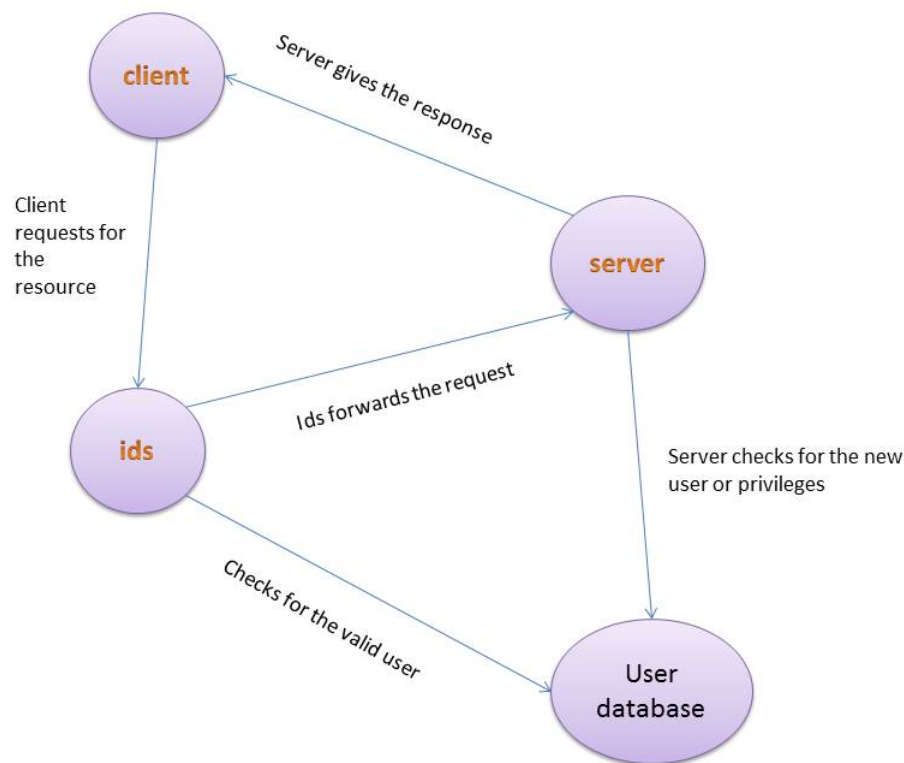 client
Server gives the response
Client
requests for
the
resource
server
Ids forwards the request
ids
Server checks for the new
user or privileges
Checks for the valid user
User
database